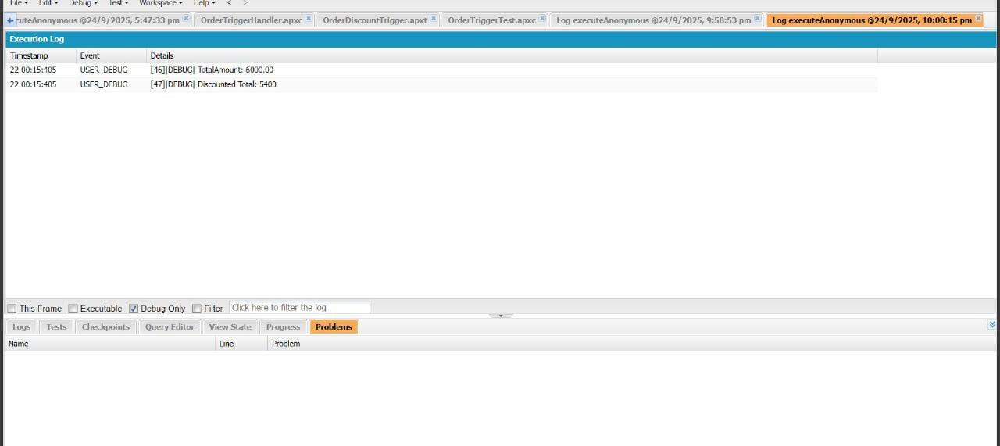 File Edit Debug Test Workspace Help < >
cuteAnonymous @24/9/2025, 5:47:33 pm OrderTriggerHandler.apxc OrderDiscountTrigger.apxt OrderTriggerTest.apxc Log executeAnonymous @24/9/2025, 9:58:53 pm Log executeAnonymous @24/9/2025, 10:00:15 pm
Execution Log
Timestamp Event Details
22:00:15:405 USER_DEBUG [46]|DEBUG| TotalAmount: 6000.00
22:00:15:405 USER_DEBUG [47]|DEBUG| Discounted Total: 5400
This Frame Executable Debug Only Filter Click here to filter the log
Logs Tests Checkpoints Query Editor View State Progress Problems
Name Line Problem